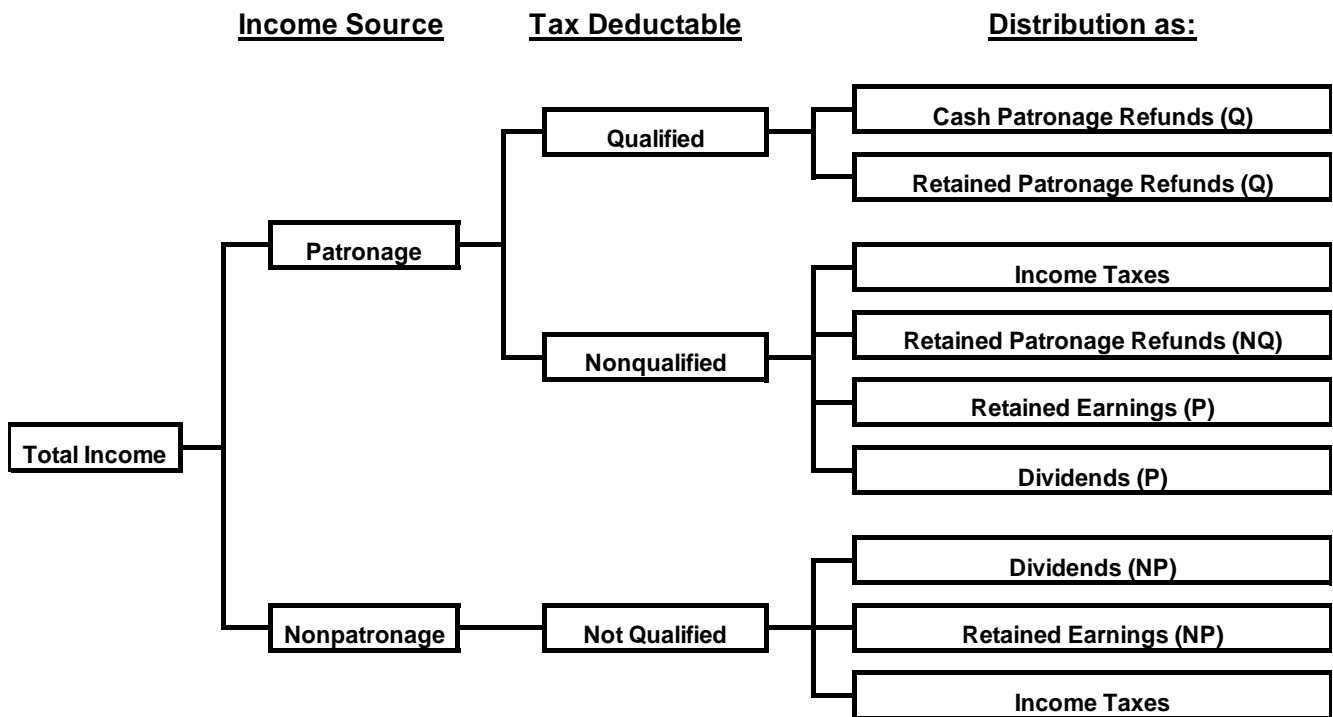 Income Source
Tax Deductable
Distribution as:
Cash Patronage Refunds (Q)
Qualified
Retained Patronage Refunds (Q)
Patronage
Income Taxes
Retained Patronage Refunds (NQ)
Nonqualified
Retained Earnings (P)
Total Income
Dividends (P)
Dividends (NP)
Nonpatronage
Not Qualified
Retained Earnings (NP)
Income Taxes